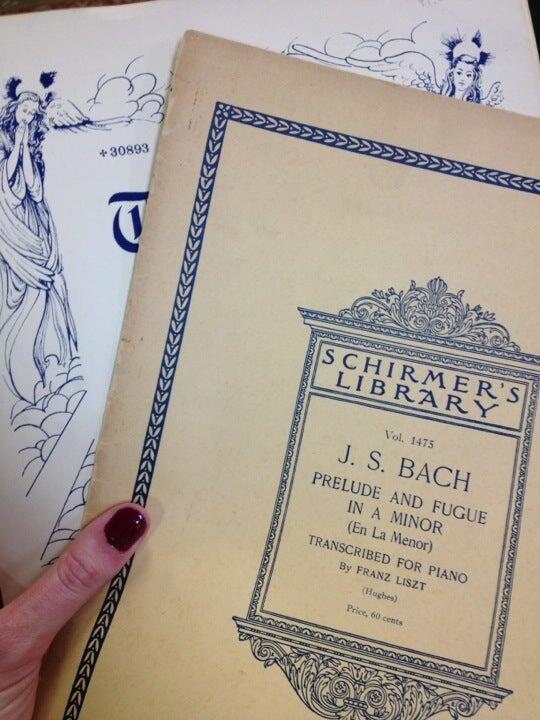 30893
SCHIRMER'S
LIBRARY
Vol. 1475
J. S. BACH
PRELUDE AND FUGUE
IN A MINOR
(En La Menor)
TRANSCRIBED FOR PIANO
By FRANZ LISZT
(Hughes)
Price, 60 cents